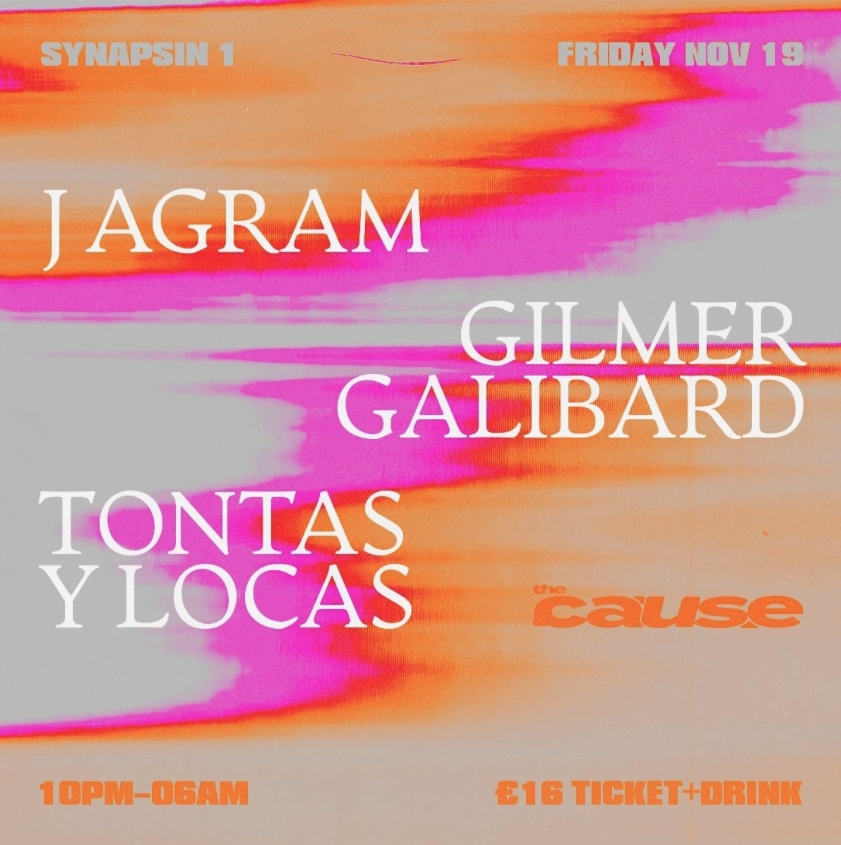 SYNAPSIN 1
FRIDAY NOV 19
J AGRAM
GILMER
GALIBARD
TONTAS
Y LOCAS
the
cause
10PM-06AM
£16 TICKET+DRINK